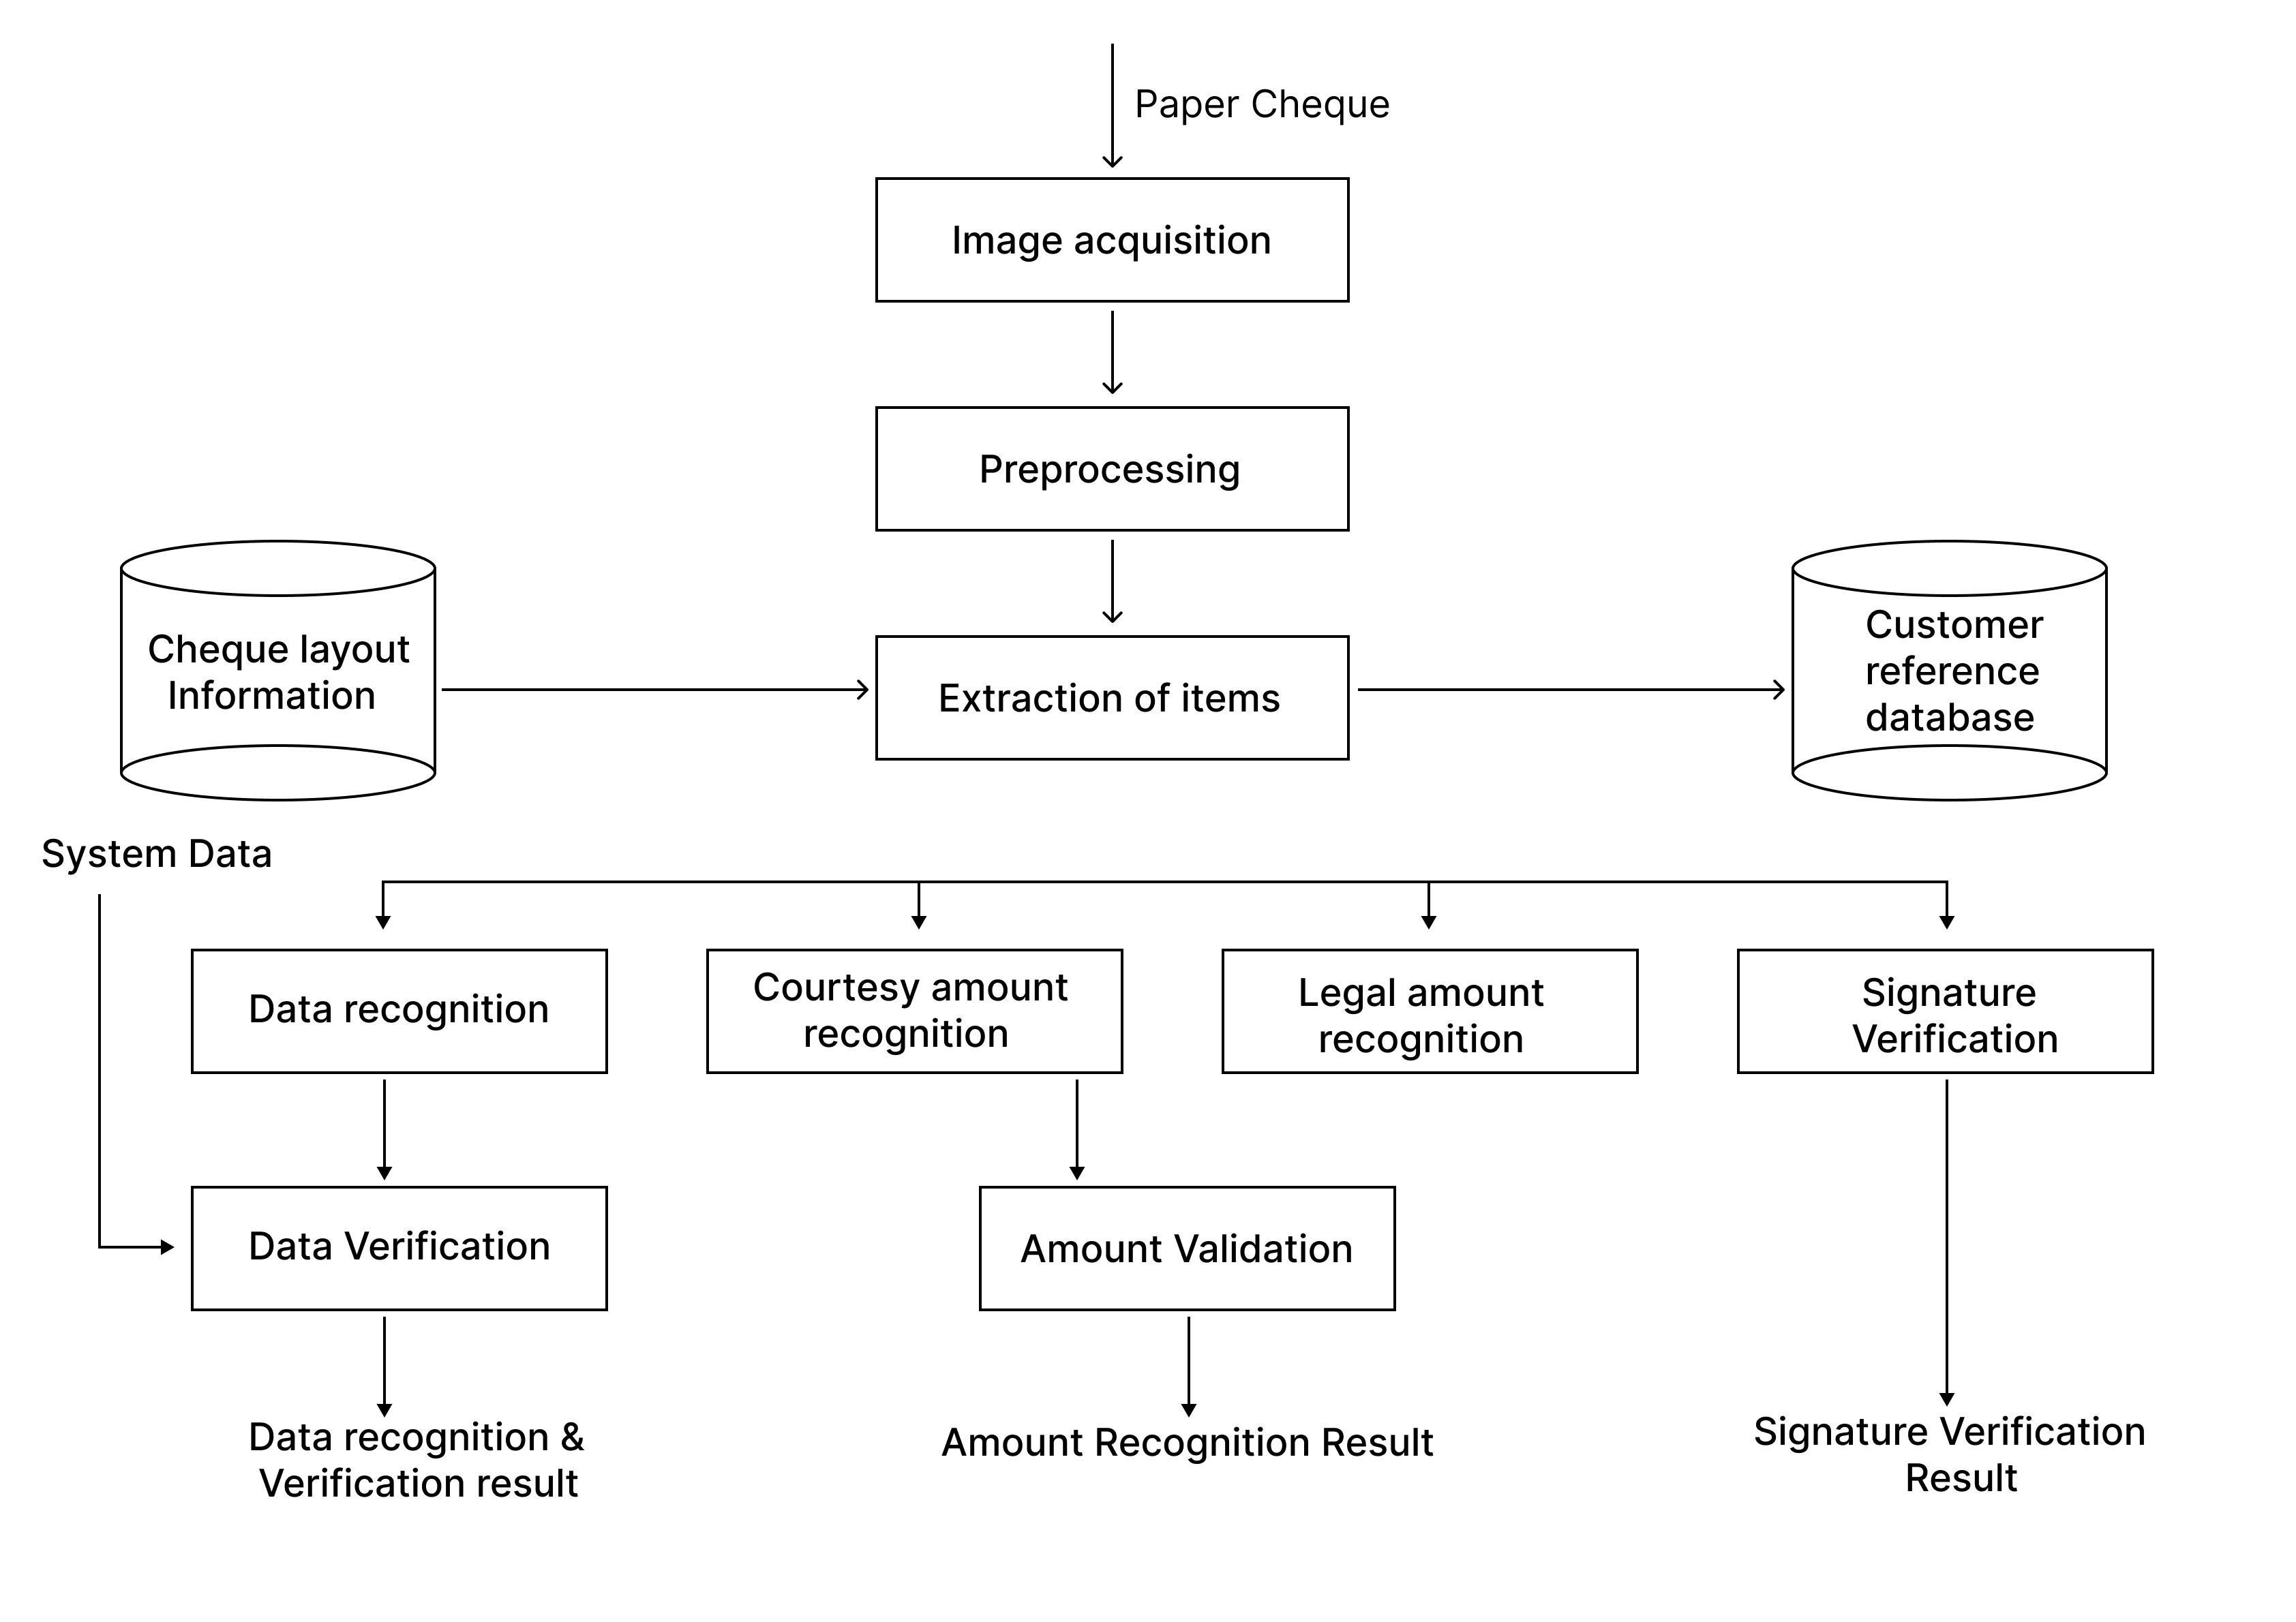 Paper Cheque
Image acquisition
Preprocessing
Cheque layout
Information
Extraction of items
Customer
reference
database
System Data
Data recognition
Courtesy amount
recognition
Legal amount
recognition
Signature
Verification
Data Verification
Amount Validation
Data recognition &
Verification result
Amount Recognition Result
Signature Verification
Result